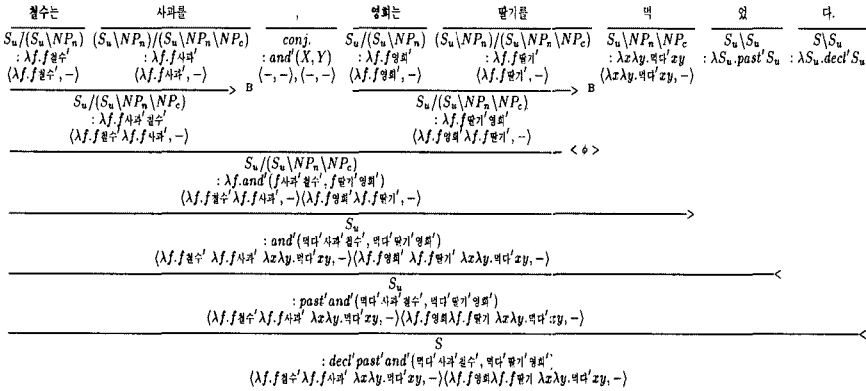 철수는 사과를 , 영희는 딸기를 먹 었 다.
S_u/(S_u\NP_n) (S_u\NP_n)/(S_u\NP_n\NP_c) conj. S_u/(S_u\NP_n) (S_u\NP_n)/(S_u\NP_n\NP_c) S_u\NP_n\NP_c S_u\S_u S\S_u
: λf.f철수′ : λf.f사과′ : and′(X, Y) : λf.f영희′ : λf.f딸기′ : λxλy.먹다′xy : λS_u.past′S_u : λS_u.decl′S_u
⟨λf.f철수′, −⟩ ⟨λf.f사과′, −⟩ ⟨−, −⟩, ⟨−, −⟩ ⟨λf.f영희′, −⟩ ⟨λf.f딸기′, −⟩ ⟨λxλy.먹다′xy, −⟩
> B > B
S_u/(S_u\NP_n\NP_c) S_u/(S_u\NP_n\NP_c)
: λf.f사과′철수′ : λf.f딸기′영희′
⟨λf.f철수′λf.f사과′, −⟩ ⟨λf.f영희′λf.f딸기′, −⟩
< ϕ >
S_u/(S_u\NP_n\NP_c)
: λf.and′(f사과′철수′, f딸기′영희′)
⟨λf.f철수′λf.f사과′, −⟩⟨λf.f영희′λf.f딸기′, −⟩
>
S_u
: and′(먹다′사과′철수′, 먹다′딸기′영희′)
⟨λf.f철수′ λf.f사과′ λxλy.먹다′xy, −⟩⟨λf.f영희′ λf.f딸기′ λxλy.먹다′xy, −⟩
<
S_u
: past′and′(먹다′사과′철수′, 먹다′딸기′영희′)
⟨λf.f철수′λf.f사과′ λxλy.먹다′xy, −⟩⟨λf.f영희λf.f딸기 λxλy.먹다′xy, −⟩
<
S
: decl′past′and′(먹다′사과′철수′, 먹다′딸기′영희′)
⟨λf.f철수′λf.f사과′ λxλy.먹다′xy, −⟩⟨λf.f영희λf.f딸기 λxλy.먹다′xy, −⟩